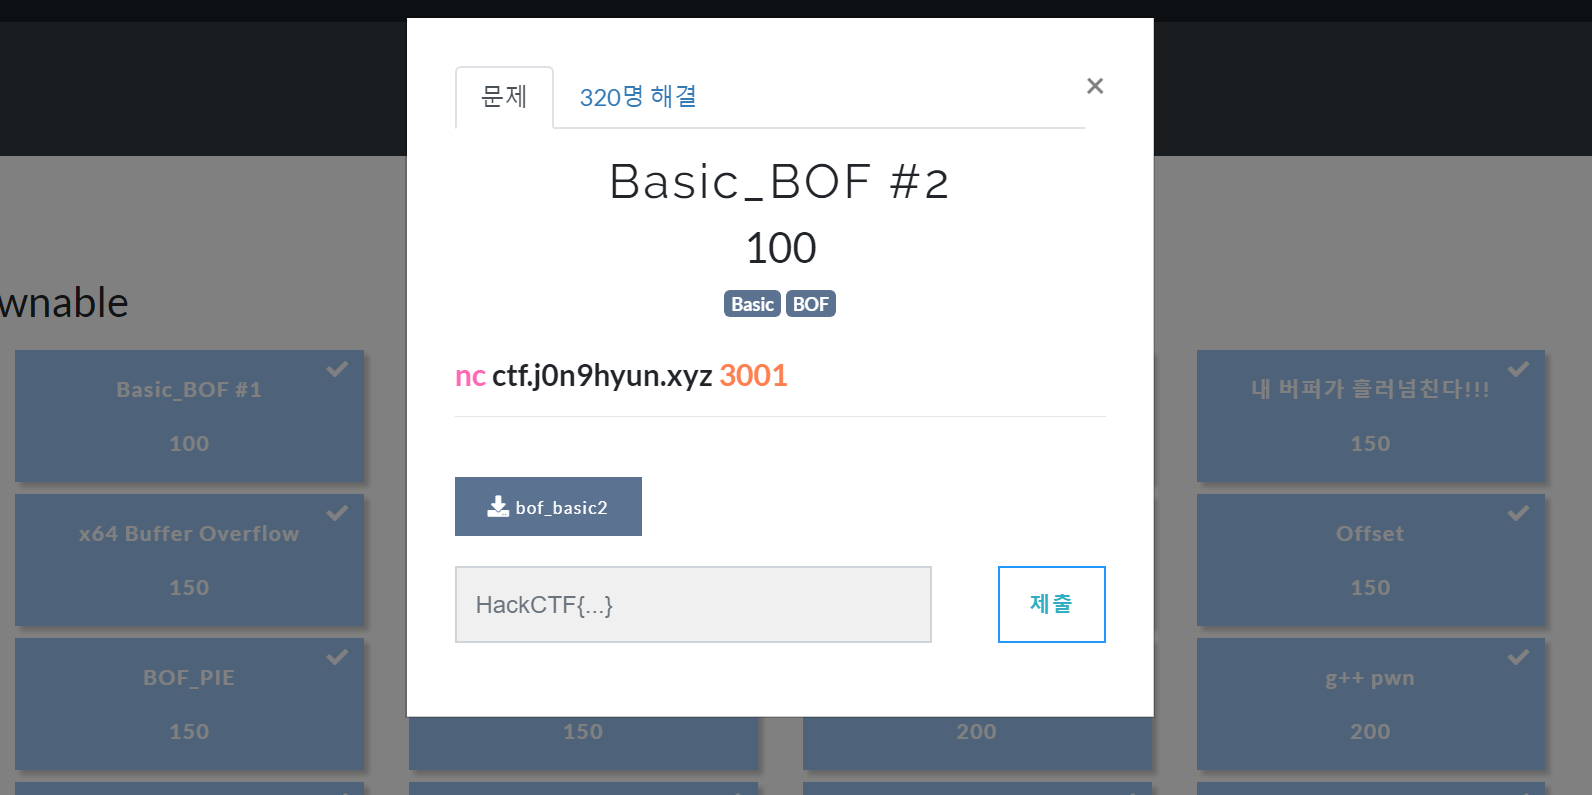 문제
320명 해결
×
Basic_BOF #2
100
Basic BOF
nc ctf.j0n9hyun.xyz 3001
bof_basic2
HackCTF{...}
제출
wnable
Basic_BOF #1
100
내 버퍼가 흘러넘친다!!!
150
x64 Buffer Overflow
150
Offset
150
BOF_PIE
150
150
200
g++ pwn
200